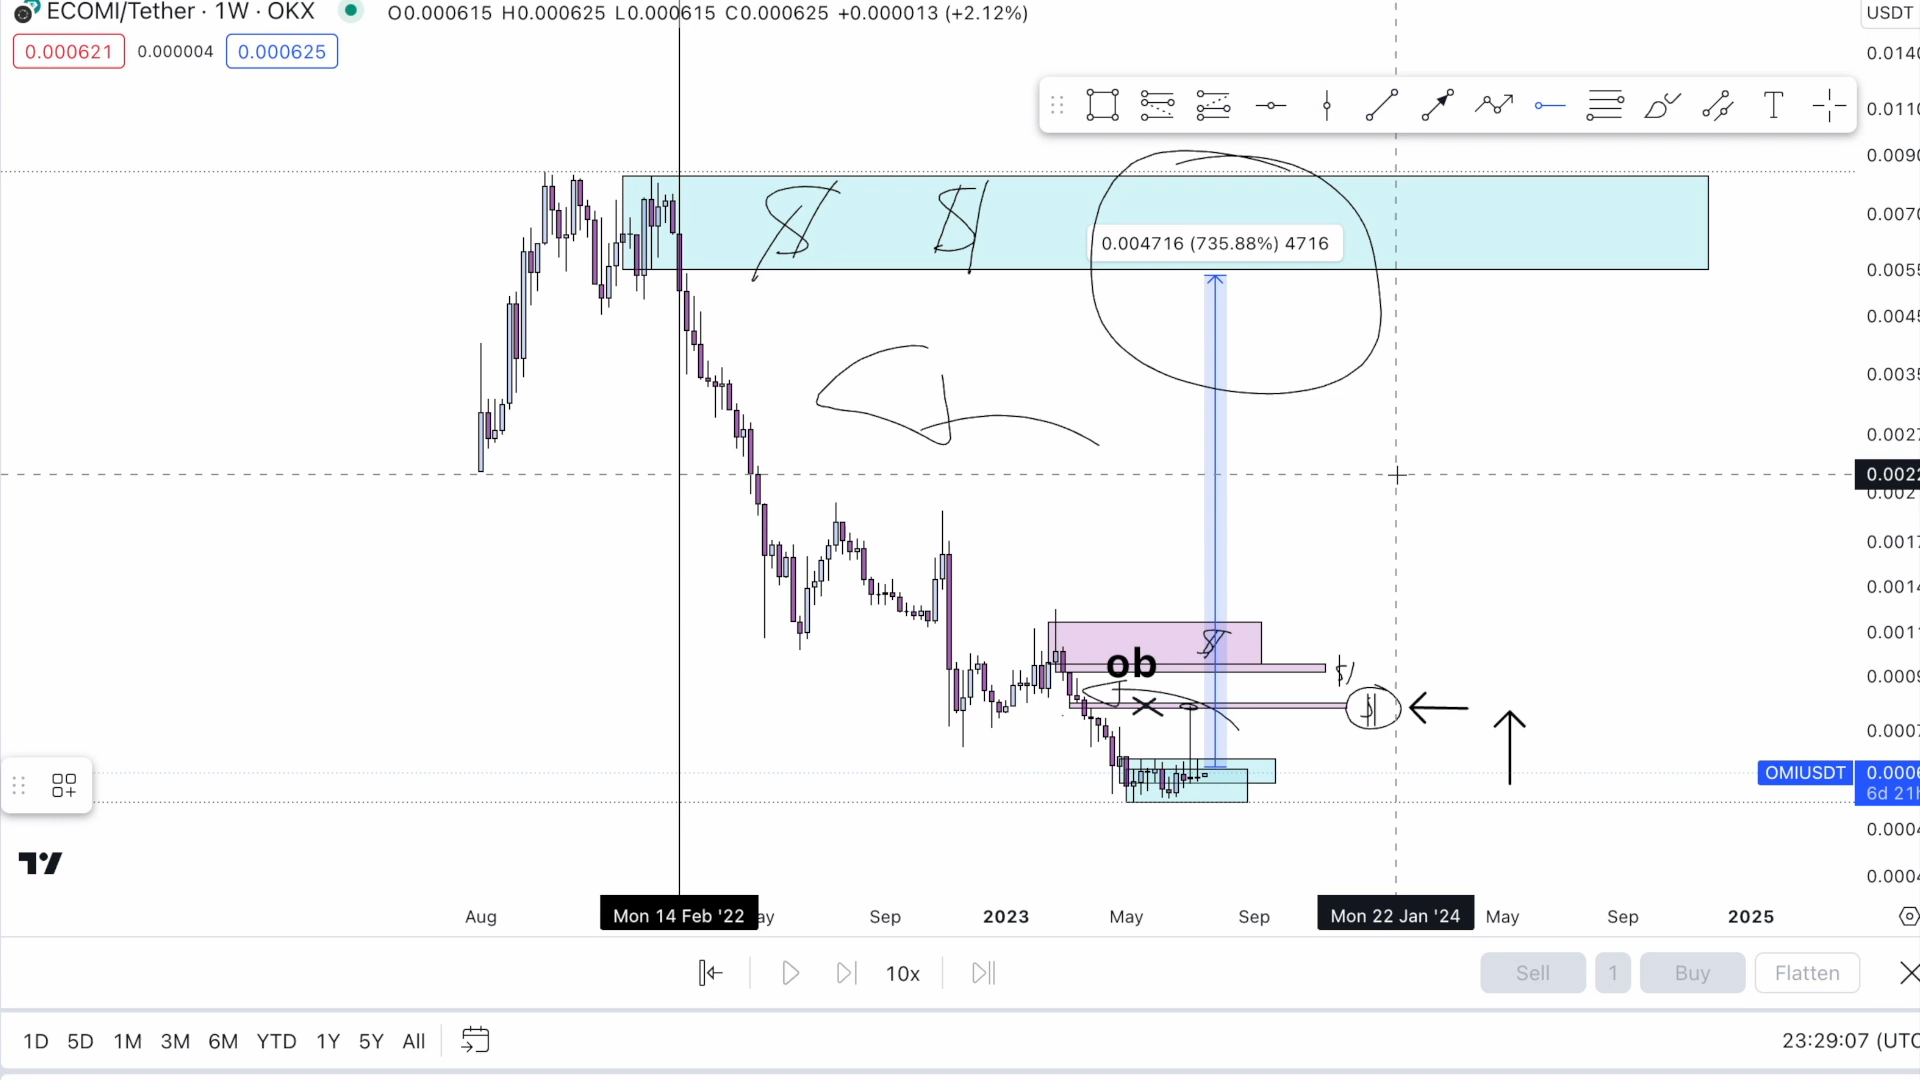 ECOMI/Tether · 1W · OKX
O0.000615 H0.000625 L0.000615 C0.000625 +0.000013 (+2.12%)
USDT
0.000621
0.000004
0.000625
0.004716 (735.88%) 4716
$ $
$
ob
$
OMIUSDT
6d 21h
Aug
Mon 14 Feb '22
Sep
2023
May
Sep
Mon 22 Jan '24
May
Sep
2025
10x
Sell
1
Buy
Flatten
1D 5D 1M 3M 6M YTD 1Y 5Y All
23:29:07 (UTC